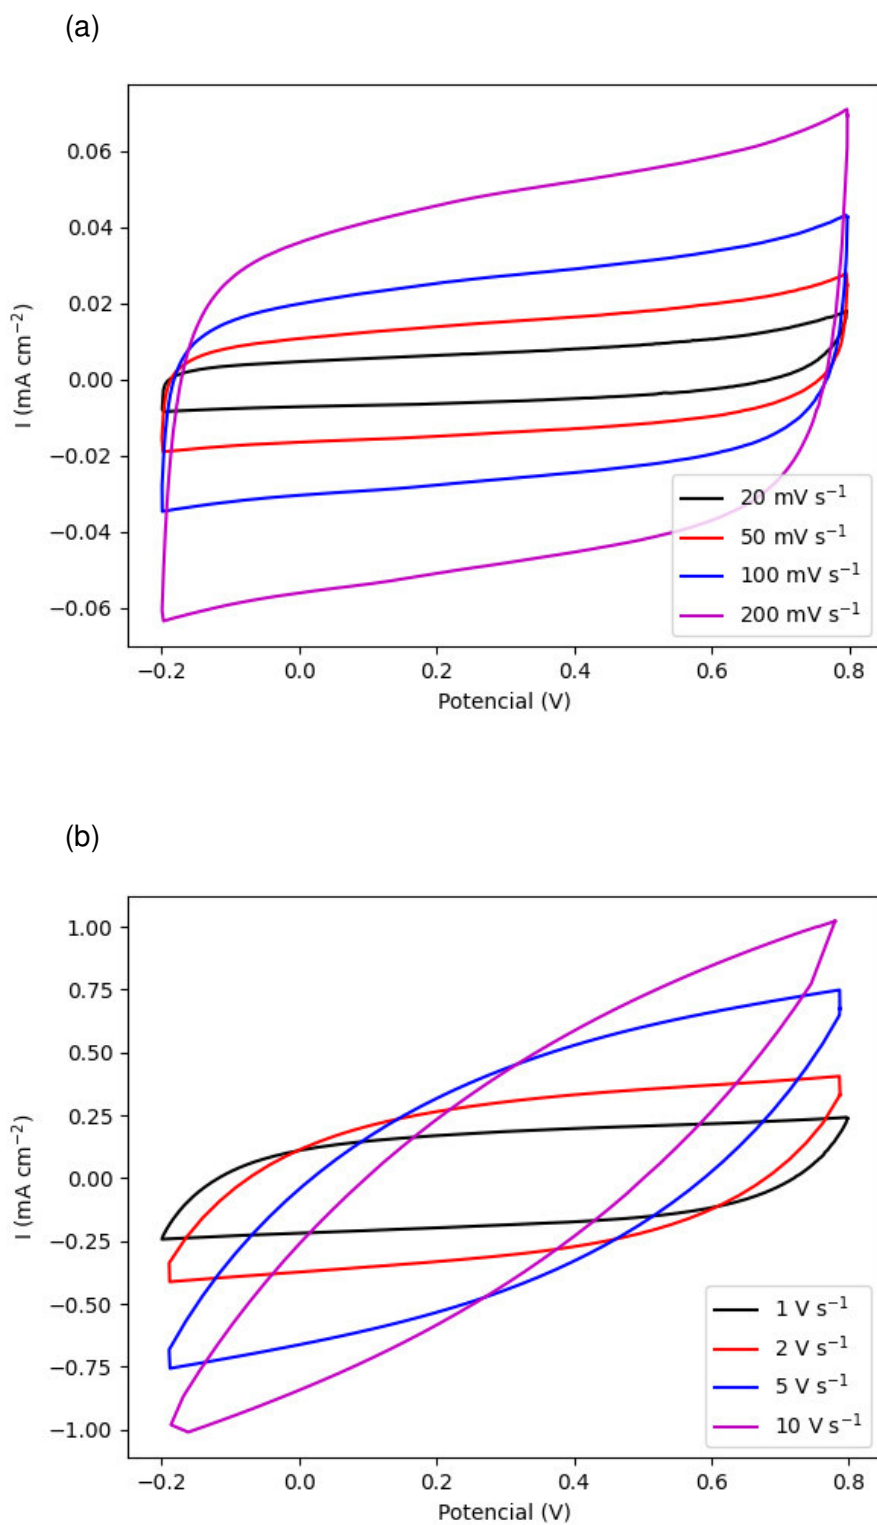 (a)
0.06
0.04
0.02
0.00
−0.02
−0.04
−0.06
I (mA cm⁻²)
20 mV s⁻¹
50 mV s⁻¹
100 mV s⁻¹
200 mV s⁻¹
−0.2 0.0 0.2 0.4 0.6 0.8
Potencial (V)
(b)
1.00
0.75
0.50
0.25
0.00
−0.25
−0.50
−0.75
−1.00
I (mA cm⁻²)
1 V s⁻¹
2 V s⁻¹
5 V s⁻¹
10 V s⁻¹
−0.2 0.0 0.2 0.4 0.6 0.8
Potencial (V)